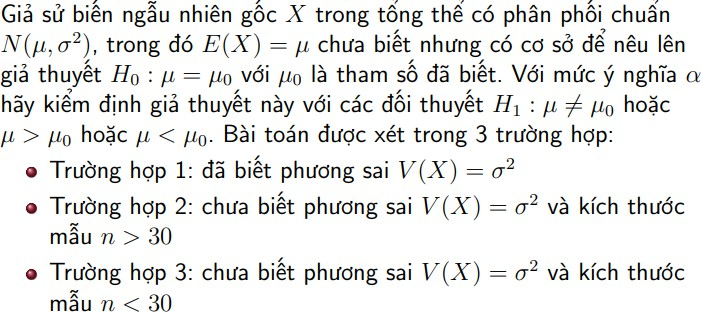 Giả sử biến ngẫu nhiên gốc X trong tổng thể có phân phối chuẩn
N(μ, σ²), trong đó E(X) = μ chưa biết nhưng có cơ sở để nêu lên
giả thuyết H₀ : μ = μ₀ với μ₀ là tham số đã biết. Với mức ý nghĩa α
hãy kiểm định giả thuyết này với các đối thuyết H₁ : μ ≠ μ₀ hoặc
μ > μ₀ hoặc μ < μ₀. Bài toán được xét trong 3 trường hợp:
Trường hợp 1: đã biết phương sai V(X) = σ²
Trường hợp 2: chưa biết phương sai V(X) = σ² và kích thước
mẫu n > 30
Trường hợp 3: chưa biết phương sai V(X) = σ² và kích thước
mẫu n < 30